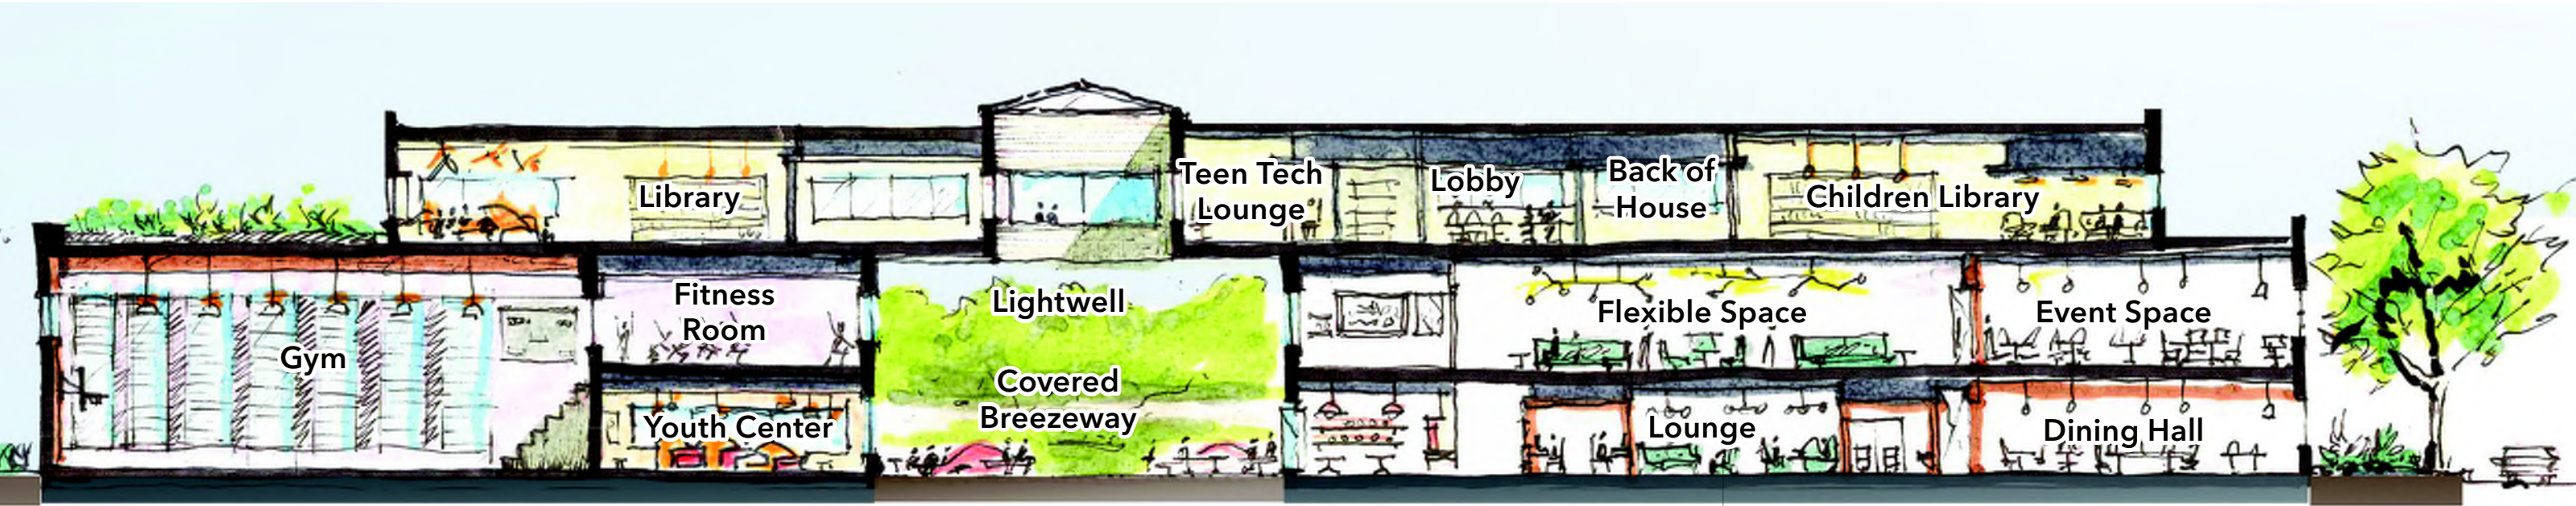 Library
Teen Tech
Lounge
Lobby
Back of
House
Children Library
Gym
Fitness
Room
Youth Center
Lightwell
Covered
Breezeway
Flexible Space
Event Space
Lounge
Dining Hall